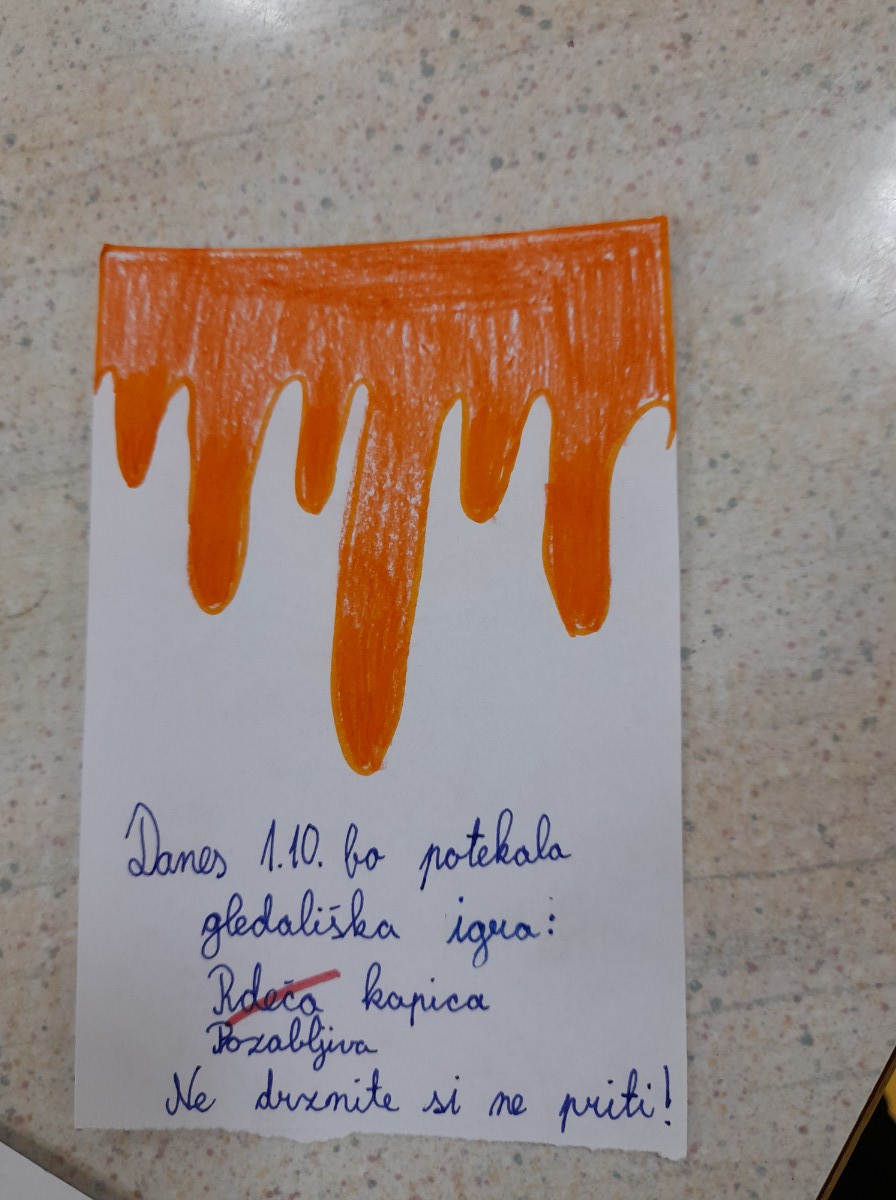 Danes 1.10. bo potekala
gledališka igra:
Rdeča kapica
Pozabljiva
Ne drznite si ne priti!